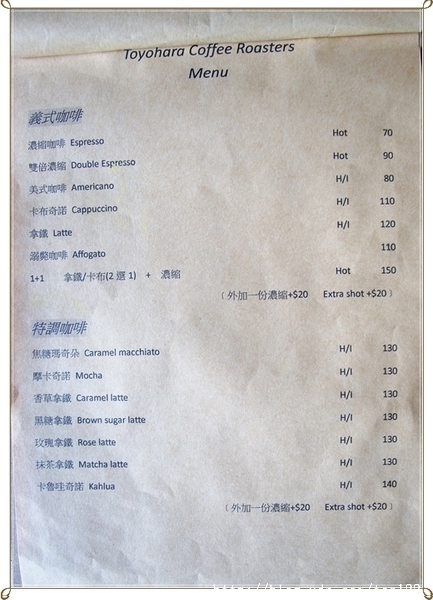 Toyohara Coffee Roasters
Menu
義式咖啡
濃縮咖啡 Espresso Hot 70
雙倍濃縮 Double Espresso Hot 90
美式咖啡 Americano H/I 80
卡布奇諾 Cappuccino H/I 110
拿鐵 Latte H/I 120
溺斃咖啡 Affogato 110
1+1 拿鐵/卡布(2 選 1) + 濃縮 Hot 150
﹝外加一份濃縮+$20 Extra shot +$20﹞
特調咖啡
焦糖瑪奇朵 Caramel macchiato H/I 130
摩卡奇諾 Mocha H/I 130
香草拿鐵 Caramel latte H/I 130
黑糖拿鐵 Brown sugar latte H/I 130
玫瑰拿鐵 Rose latte H/I 130
抹茶拿鐵 Matcha latte H/I 130
卡魯哇奇諾 Kahlua H/I 140
﹝外加一份濃縮+$20 Extra shot +$20﹞